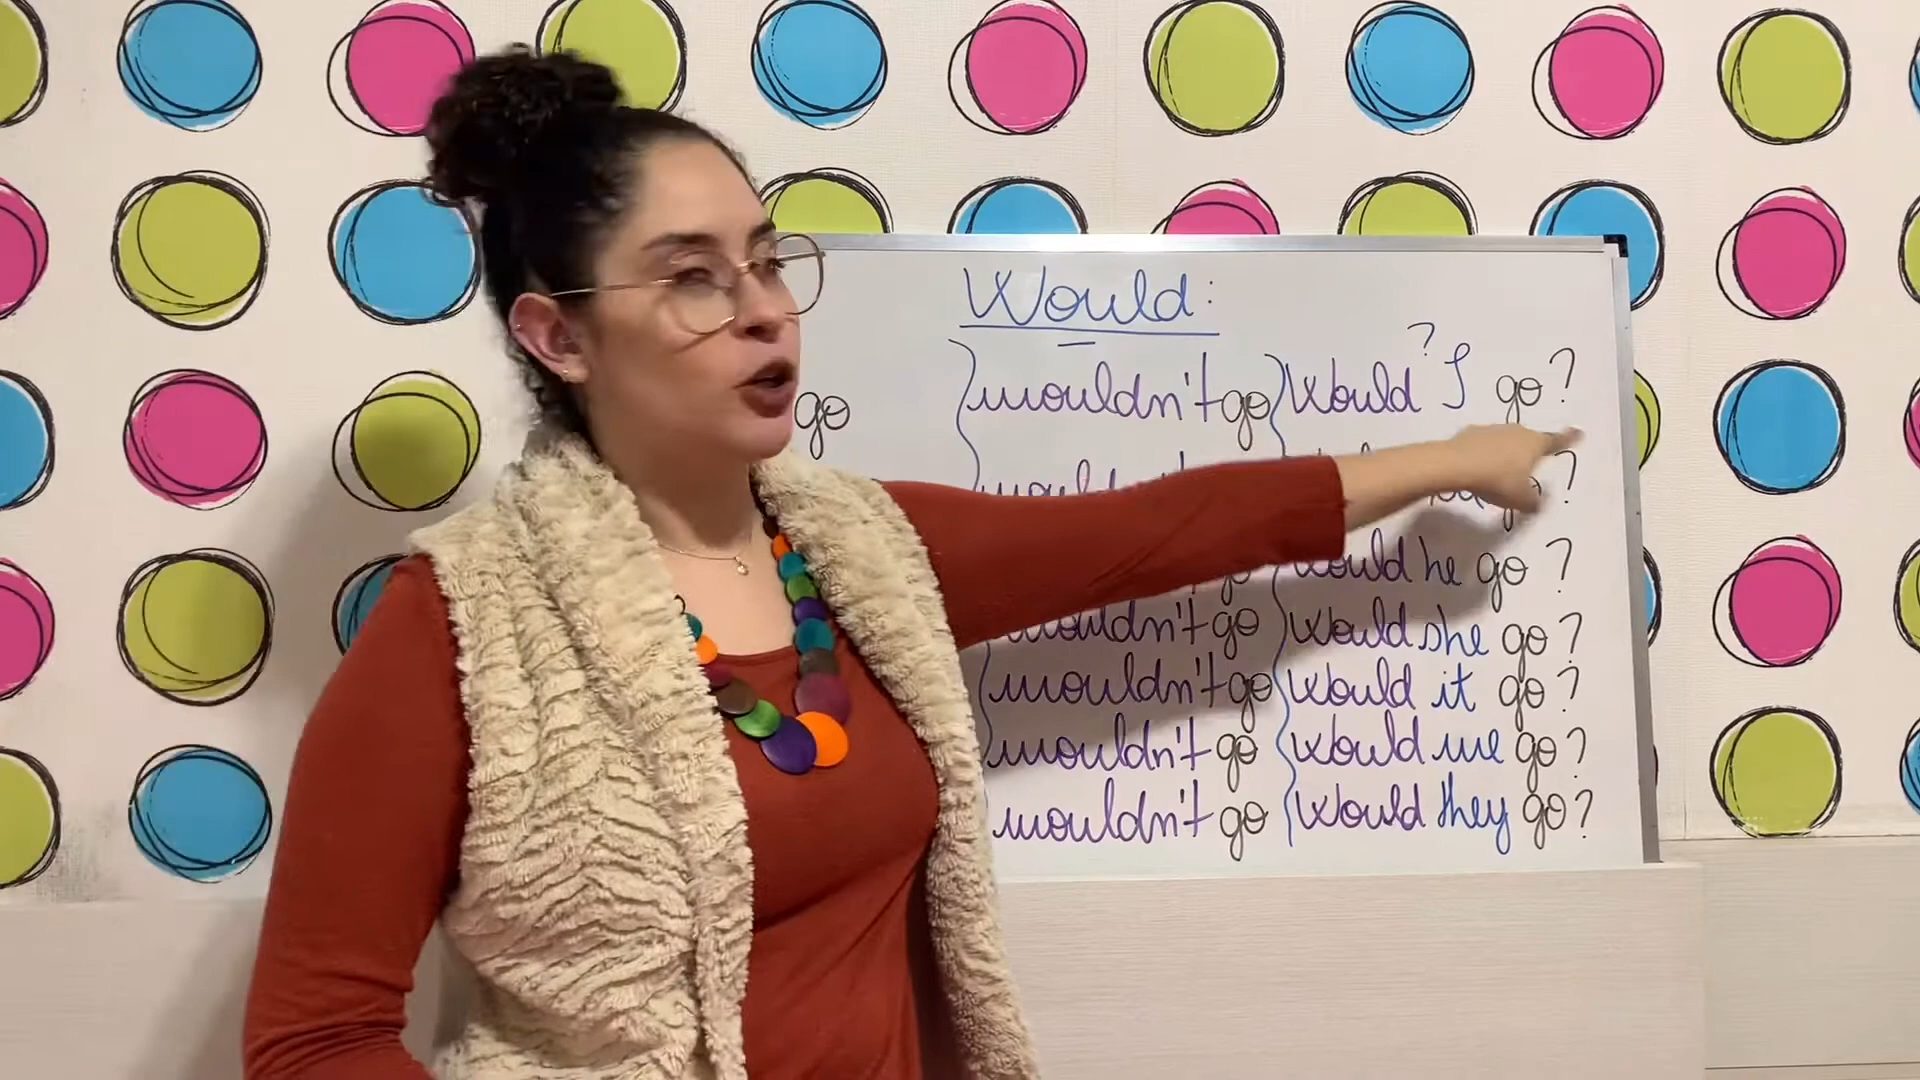 Would:
?
go wouldn't go Would I go?
?
Would he go?
wouldn't go Would she go?
wouldn't go Would it go?
wouldn't go Would we go?
wouldn't go Would they go?